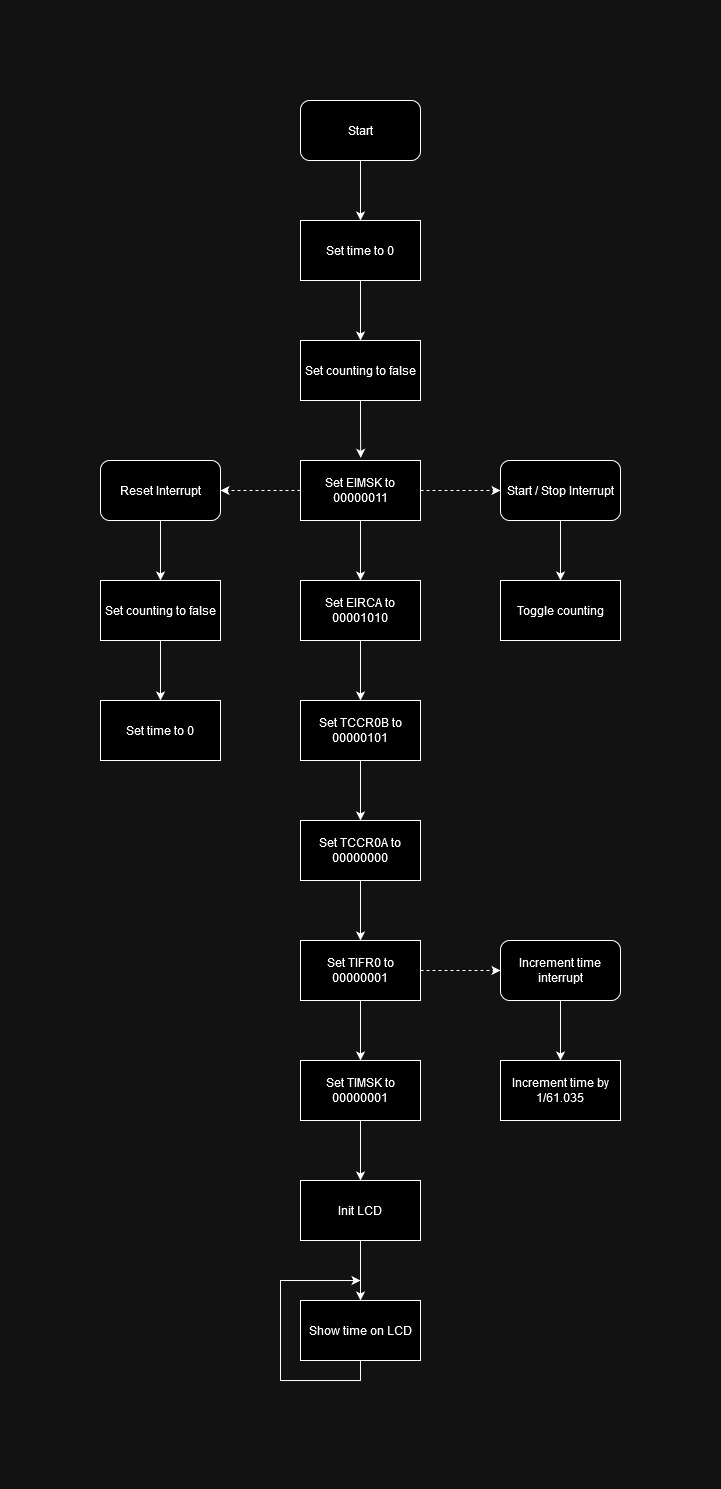 Start
Set time to 0
Set counting to false
Reset Interrupt
Set EIMSK to
00000011
Start / Stop Interrupt
Set counting to false
Set EIRCA to
00001010
Toggle counting
Set time to 0
Set TCCR0B to
00000101
Set TCCR0A to
00000000
Set TIFR0 to
00000001
Increment time
interrupt
Set TIMSK to
00000001
Increment time by
1/61.035
Init LCD
Show time on LCD